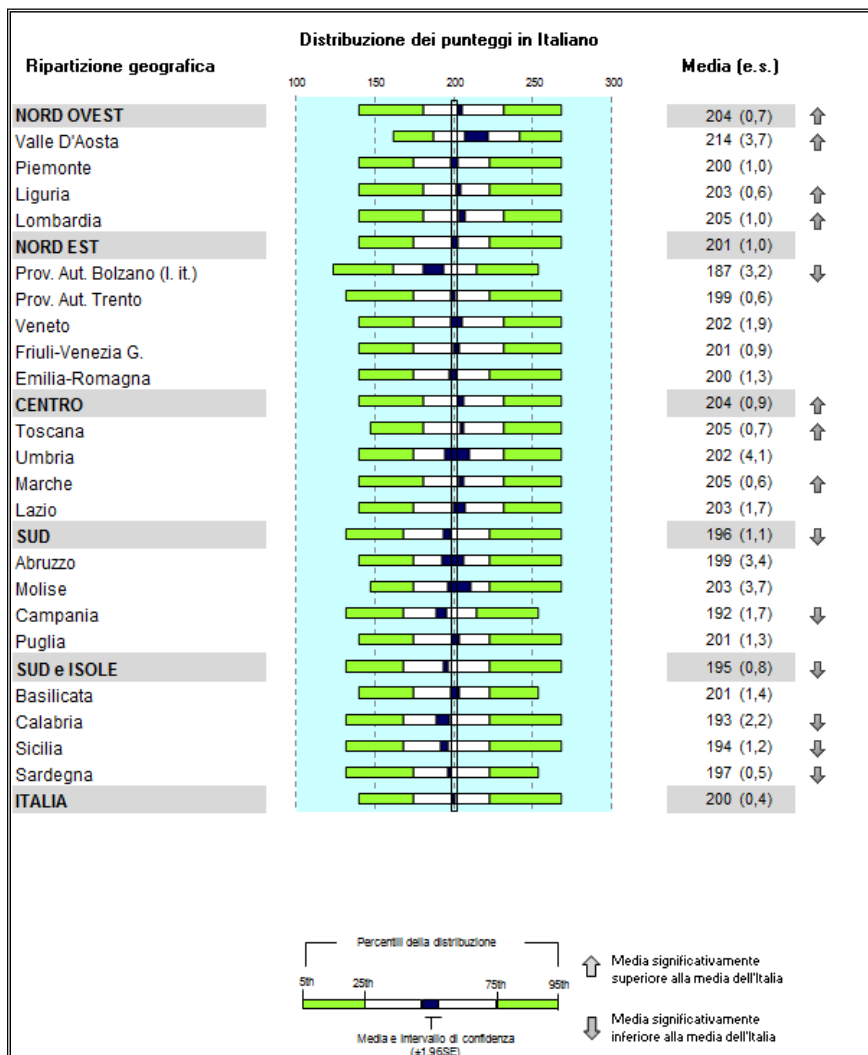 Distribuzione dei punteggi in Italiano
Ripartizione geografica
Media (e.s.)
100 150 200 250 300
NORD OVEST 204 (0,7)
Valle D'Aosta 214 (3,7)
Piemonte 200 (1,0)
Liguria 203 (0,6)
Lombardia 205 (1,0)
NORD EST 201 (1,0)
Prov. Aut. Bolzano (l. it.) 187 (3,2)
Prov. Aut. Trento 199 (0,6)
Veneto 202 (1,9)
Friuli-Venezia G. 201 (0,9)
Emilia-Romagna 200 (1,3)
CENTRO 204 (0,9)
Toscana 205 (0,7)
Umbria 202 (4,1)
Marche 205 (0,6)
Lazio 203 (1,7)
SUD 196 (1,1)
Abruzzo 199 (3,4)
Molise 203 (3,7)
Campania 192 (1,7)
Puglia 201 (1,3)
SUD e ISOLE 195 (0,8)
Basilicata 201 (1,4)
Calabria 193 (2,2)
Sicilia 194 (1,2)
Sardegna 197 (0,5)
ITALIA 200 (0,4)
Percentili della distribuzione
5th 25th 75th 95th
Media e Intervallo di confidenza
(±1.96SE)
Media significativamente
superiore alla media dell'Italia
Media significativamente
inferiore alla media dell'Italia